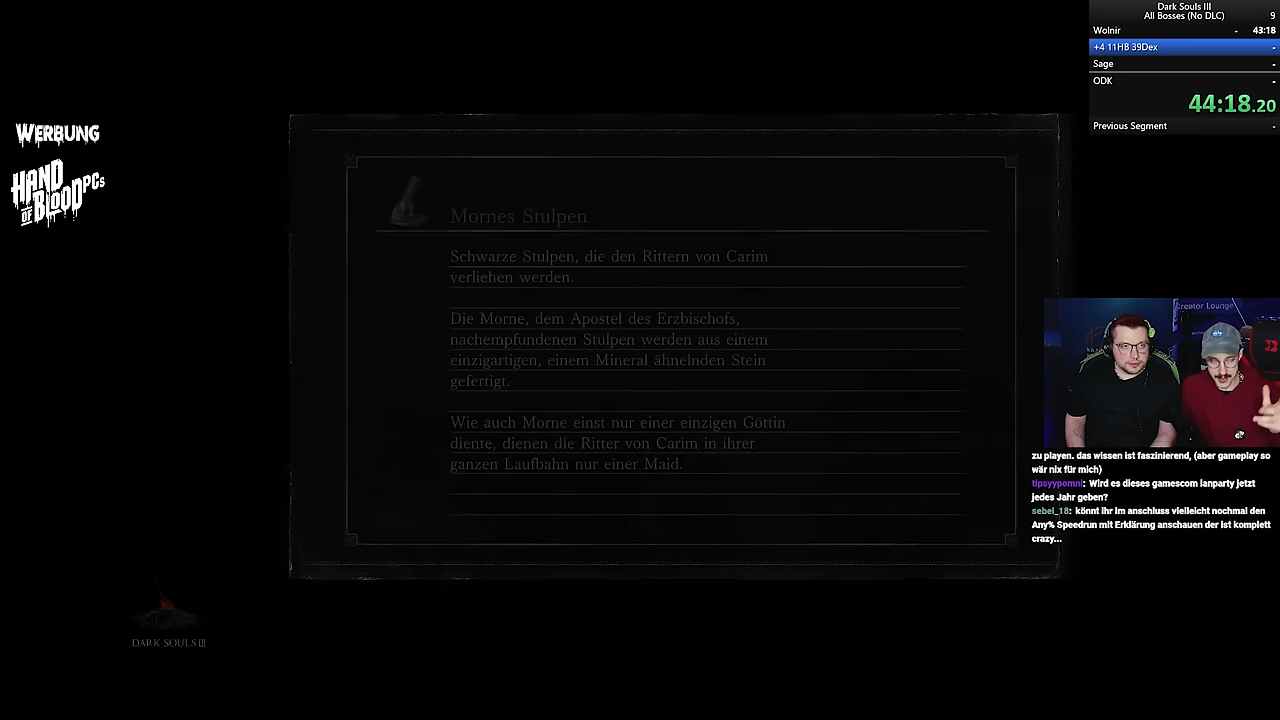 Dark Souls III
All Bosses (No DLC) 9
Wolnir - 43:18
+4 11HB 39Dex -
Sage -
ODK -
44:18.20
Previous Segment -
WERBUNG
HAND OF BLOOD PCs
Mornes Stulpen
Schwarze Stulpen, die den Rittern von Carim
verliehen werden.
Die Morne, dem Apostel des Erzbischofs,
nachempfundenen Stulpen werden aus einem
einzigartigen, einem Mineral ähnelnden Stein
gefertigt.
Wie auch Morne einst nur einer einzigen Göttin
diente, dienen die Ritter von Carim in ihrer
ganzen Laufbahn nur einer Maid.
Creator Lounge
zu playen. das wissen ist faszinierend, (aber gameplay so
wär nix für mich)
tipsyypomni: Wird es dieses gamescom lanparty jetzt
jedes Jahr geben?
sebel_18: könnt ihr im anschluss vielleicht nochmal den
Any% Speedrun mit Erklärung anschauen der ist komplett
crazy...
DARK SOULS III